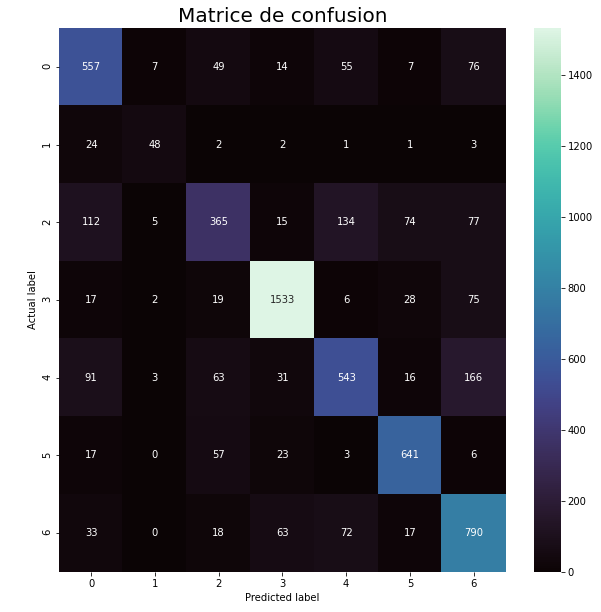 Matrice de confusion
0 557 7 49 14 55 7 76
1 24 48 2 2 1 1 3
2 112 5 365 15 134 74 77
3 17 2 19 1533 6 28 75
4 91 3 63 31 543 16 166
5 17 0 57 23 3 641 6
6 33 0 18 63 72 17 790
0 1 2 3 4 5 6
Actual label
Predicted label
1400
1200
1000
800
600
400
200
0